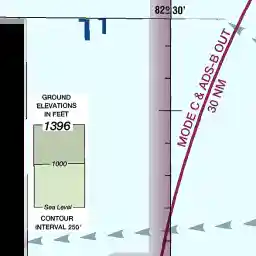 82° 30'
GROUND
ELEVATIONS
IN FEET
1396
1000
Sea Level
CONTOUR
INTERVAL 250'
MODE C & ADS-B OUT
30 NM